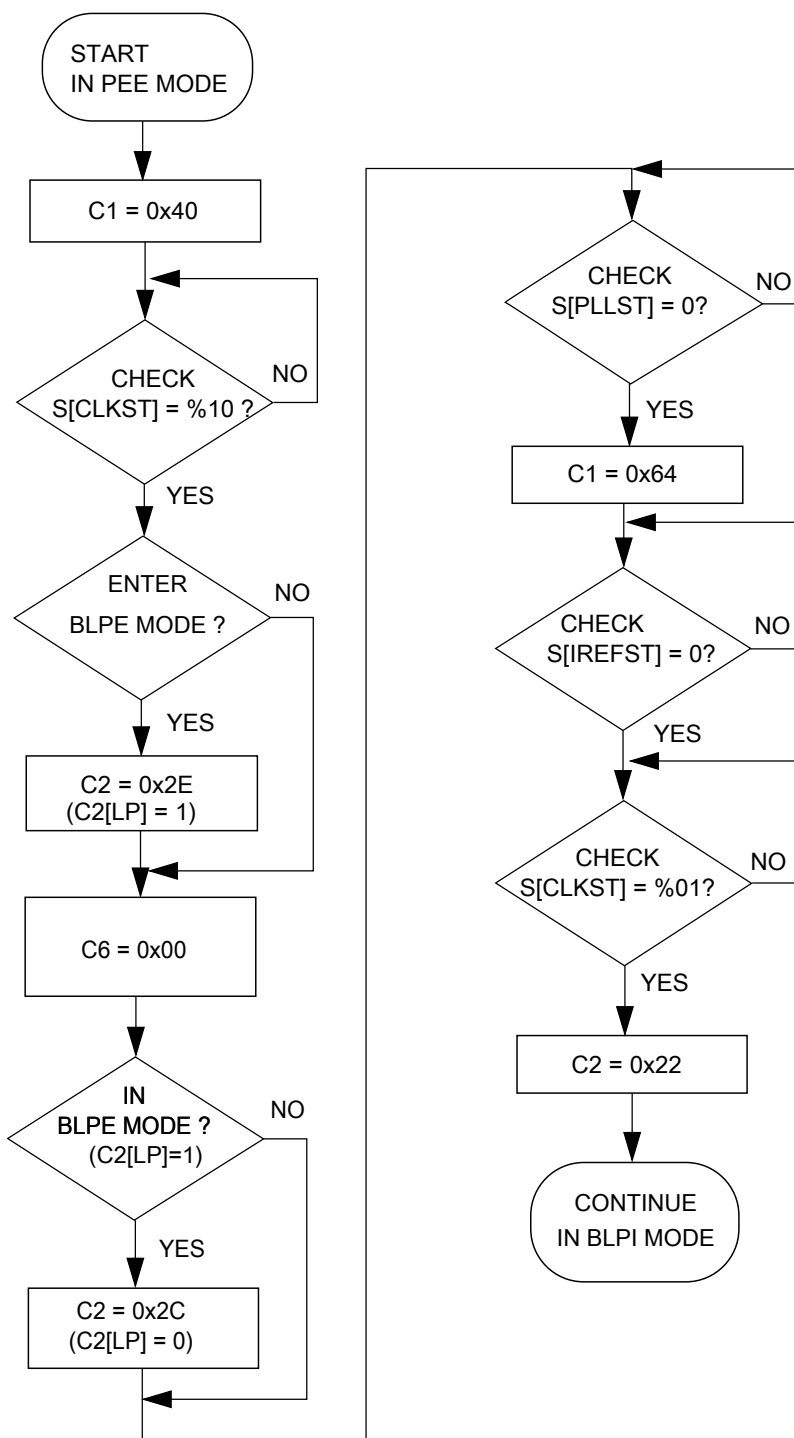 START
IN PEE MODE
C1 = 0x40
CHECK
S[CLKST] = %10 ?
NO
YES
ENTER
BLPE MODE ?
NO
YES
C2 = 0x2E
(C2[LP] = 1)
C6 = 0x00
IN
BLPE MODE ?
(C2[LP]=1)
NO
YES
C2 = 0x2C
(C2[LP] = 0)
CHECK
S[PLLST] = 0?
NO
YES
C1 = 0x64
CHECK
S[IREFST] = 0?
NO
YES
CHECK
S[CLKST] = %01?
NO
YES
C2 = 0x22
CONTINUE
IN BLPI MODE